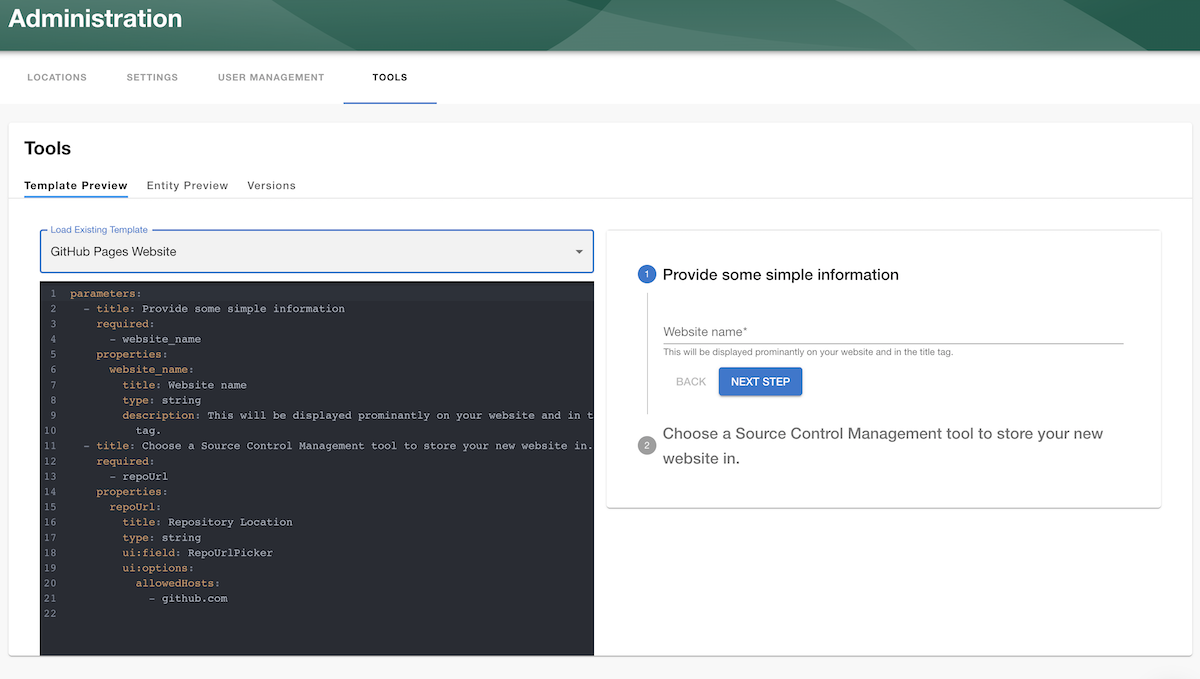 Administration
LOCATIONS SETTINGS USER MANAGEMENT TOOLS
Tools
Template Preview Entity Preview Versions
Load Existing Template
GitHub Pages Website
1 parameters:
2 - title: Provide some simple information
3 required:
4 - website_name
5 properties:
6 website_name:
7 title: Website name
8 type: string
9 description: This will be displayed prominantly on your website and in t
10 tag.
11 - title: Choose a Source Control Management tool to store your new website in.
12 required:
13 - repoUrl
14 properties:
15 repoUrl:
16 title: Repository Location
17 type: string
18 ui:field: RepoUrlPicker
19 ui:options:
20 allowedHosts:
21 - github.com
22
1 Provide some simple information
Website name*
This will be displayed prominantly on your website and in the title tag.
BACK NEXT STEP
2 Choose a Source Control Management tool to store your new
website in.